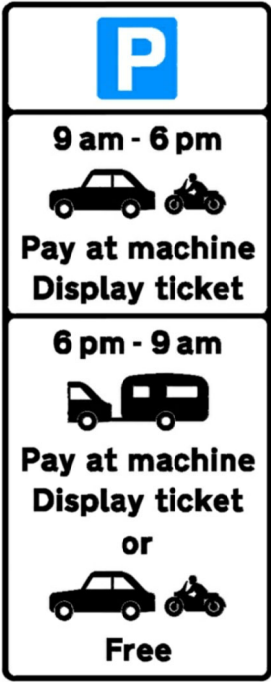 P
9 am - 6 pm
Pay at machine
Display ticket
6 pm - 9 am
Pay at machine
Display ticket
or
Free